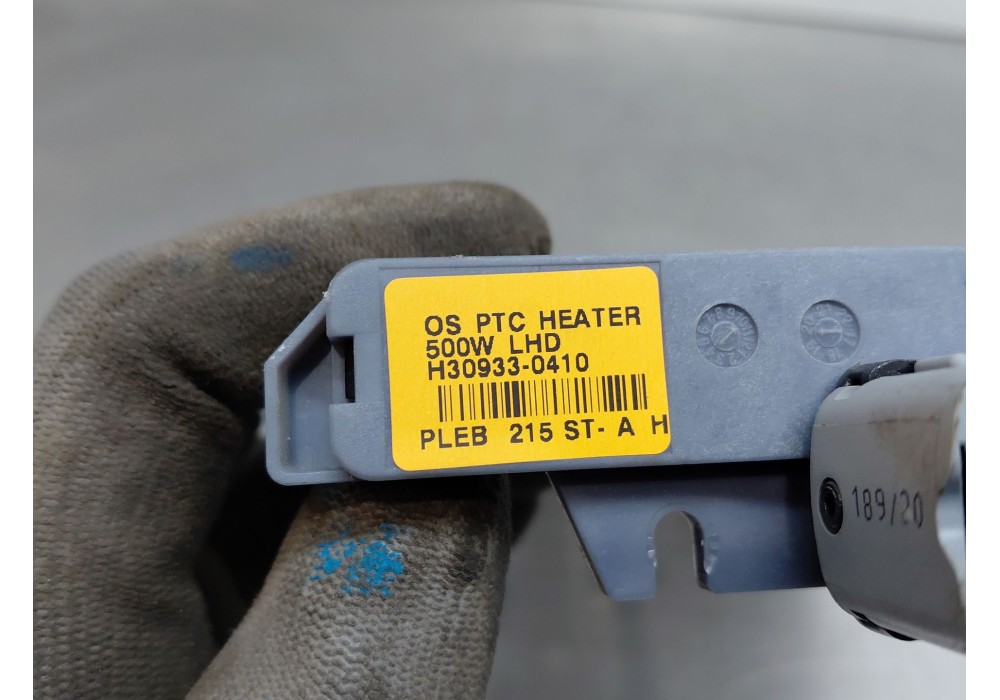 OS PTC HEATER
500W LHD
H30933-0410
PLEB 215 ST- A H
189/20